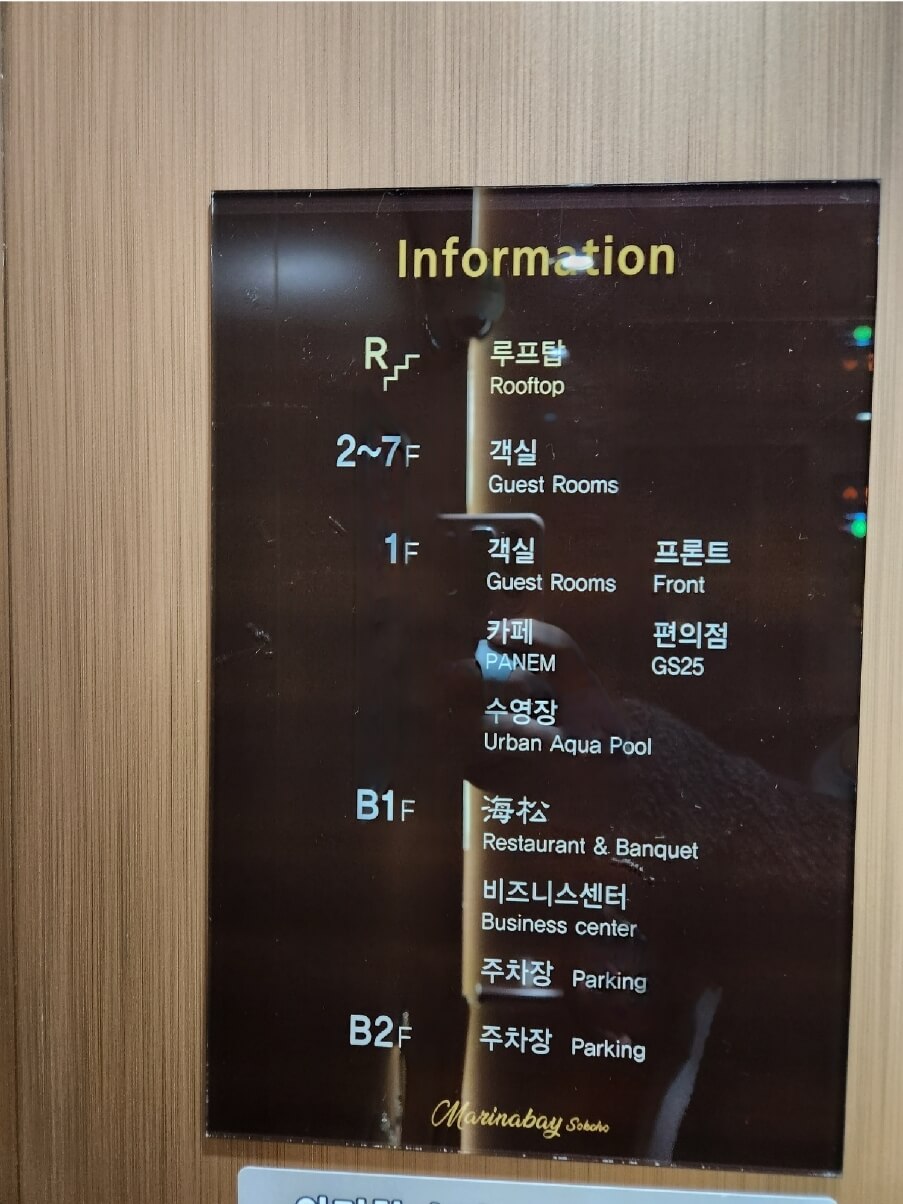 Information
R 루프탑
Rooftop
2~7F 객실
Guest Rooms
1F 객실 프론트
Guest Rooms Front
카페 편의점
PANEM GS25
수영장
Urban Aqua Pool
B1F 海松
Restaurant & Banquet
비즈니스센터
Business center
주차장 Parking
B2F 주차장 Parking
Marinabay Sokcho